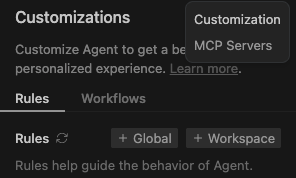 Customizations
Customization
MCP Servers
Customize Agent to get a be
personalized experience. Learn more.
Rules Workflows
Rules + Global + Workspace
Rules help guide the behavior of Agent.